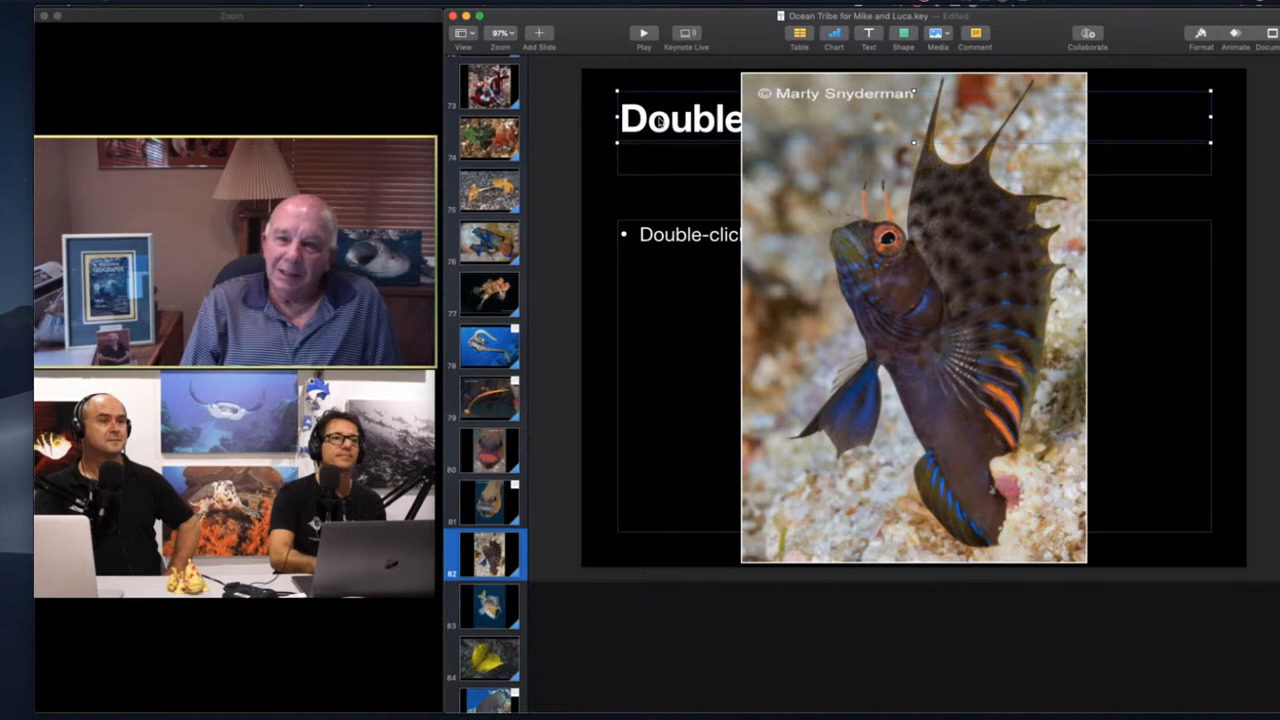 Zoom
Ocean Tribe for Mike and Luca.key — Edited
97%
View
Zoom
Add Slide
Play
Keynote Live
Table
Chart
Text
Shape
Media
Comment
Collaborate
Format
Animate
Docum
73
74
75
76
77
78
79
80
81
82
83
84
© Marty Snyderman
Double
• Double-clic
GEOGRAPHIC